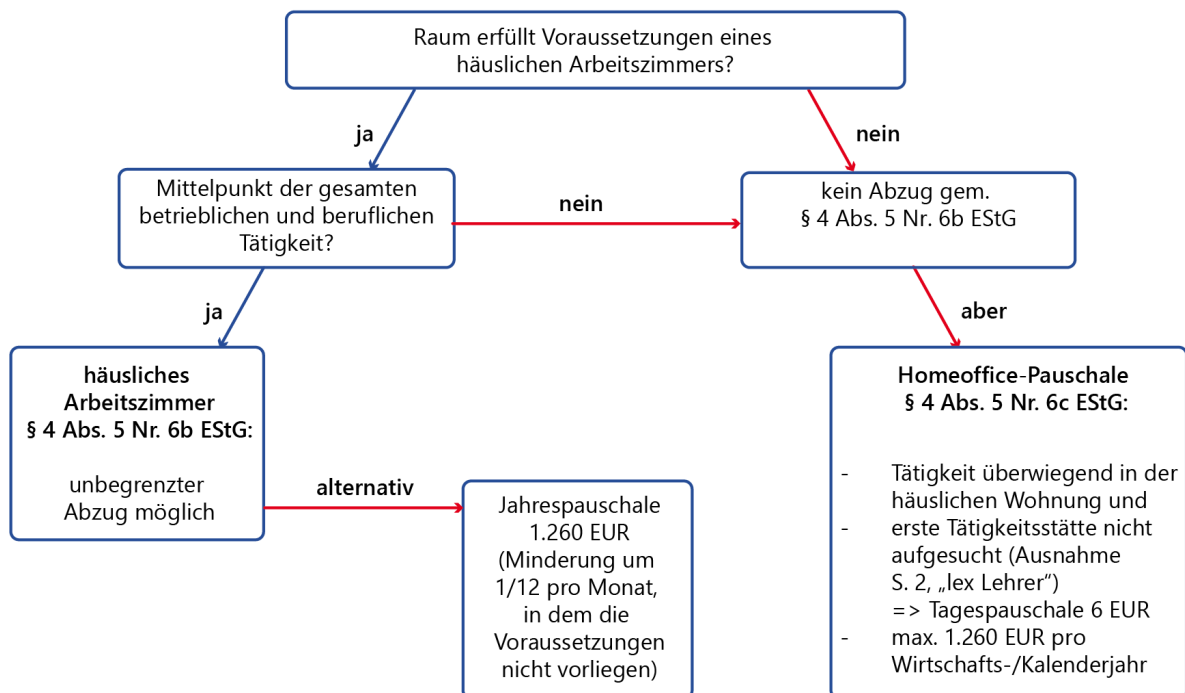 Raum erfüllt Voraussetzungen eines
häuslichen Arbeitszimmers?
ja
nein
Mittelpunkt der gesamten
betrieblichen und beruflichen
Tätigkeit?
nein
kein Abzug gem.
§ 4 Abs. 5 Nr. 6b EStG
ja
aber
häusliches
Arbeitszimmer
§ 4 Abs. 5 Nr. 6b EStG:
unbegrenzter
Abzug möglich
alternativ
Jahrespauschale
1.260 EUR
(Minderung um
1/12 pro Monat,
in dem die
Voraussetzungen
nicht vorliegen)
Homeoffice-Pauschale
§ 4 Abs. 5 Nr. 6c EStG:
- Tätigkeit überwiegend in der
häuslichen Wohnung und
- erste Tätigkeitsstätte nicht
aufgesucht (Ausnahme
S. 2, „lex Lehrer“)
=> Tagespauschale 6 EUR
- max. 1.260 EUR pro
Wirtschafts-/Kalenderjahr